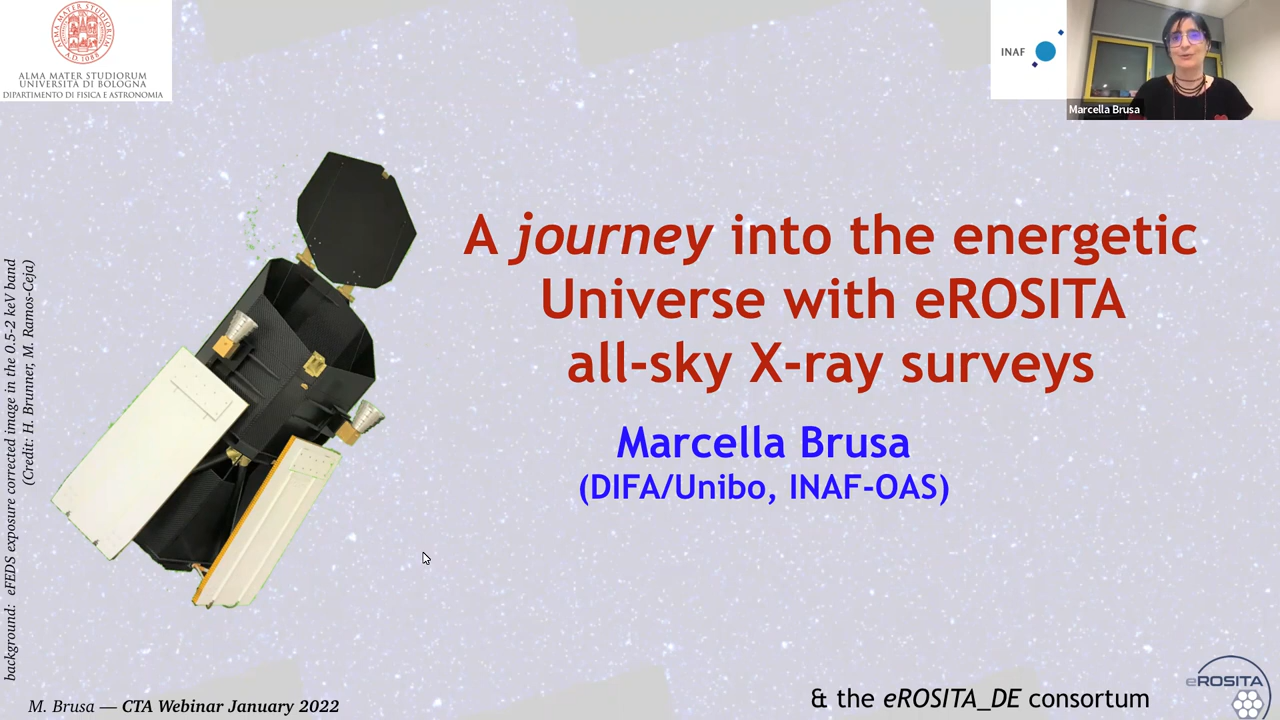 ALMA MATER STUDIORUM
UNIVERSITÀ DI BOLOGNA
DIPARTIMENTO DI FISICA E ASTRONOMIA
INAF
Marcella Brusa
A journey into the energetic
Universe with eROSITA
all-sky X-ray surveys
Marcella Brusa
(DIFA/Unibo, INAF-OAS)
background: eFEDS exposure corrected image in the 0.5-2 keV band
(Credit: H. Brunner, M. Ramos-Ceja)
M. Brusa — CTA Webinar January 2022
& the eROSITA_DE consortum
eROSITA